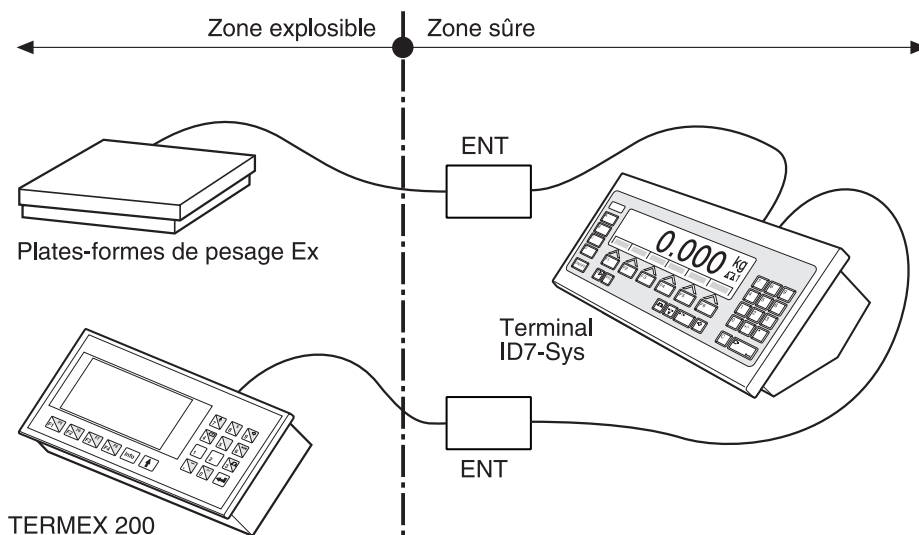 Zone explosible
Zone sûre
ENT
Plates-formes de pesage Ex
0.000 kg
Terminal
ID7-Sys
Info
ENT
TERMEX 200